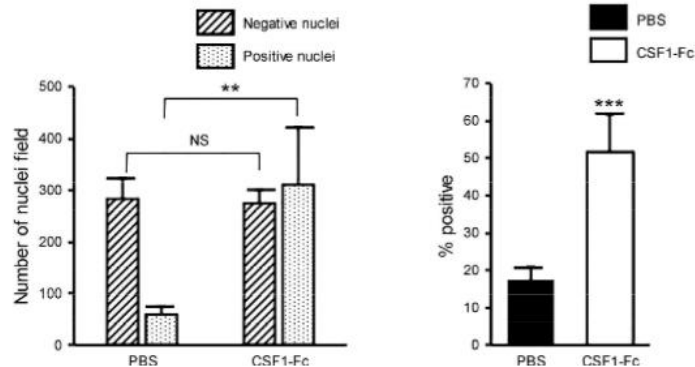 Negative nuclei
Positive nuclei
Number of nuclei field
500
400
300
200
100
0
**
NS
PBS
CSF1-Fc
PBS
CSF1-Fc
% positive
70
60
50
40
30
20
10
0
***
PBS
CSF1-Fc